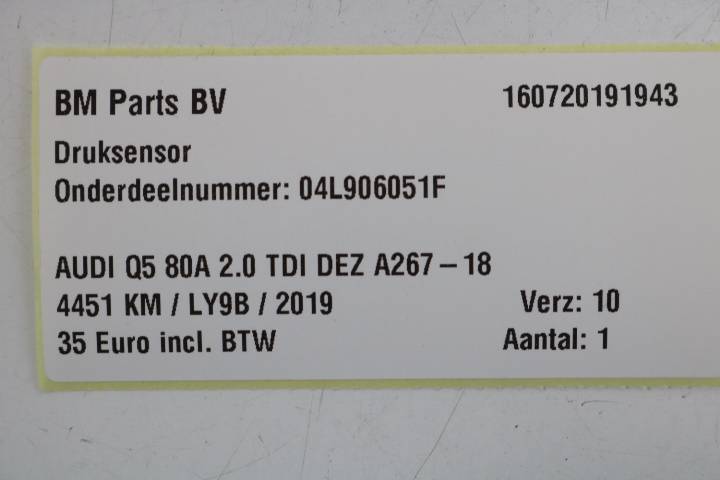 BM Parts BV 160720191943
Druksensor
Onderdeelnummer: 04L906051F
AUDI Q5 80A 2.0 TDI DEZ A267-18
4451 KM / LY9B / 2019 Verz: 10
35 Euro incl. BTW Aantal: 1